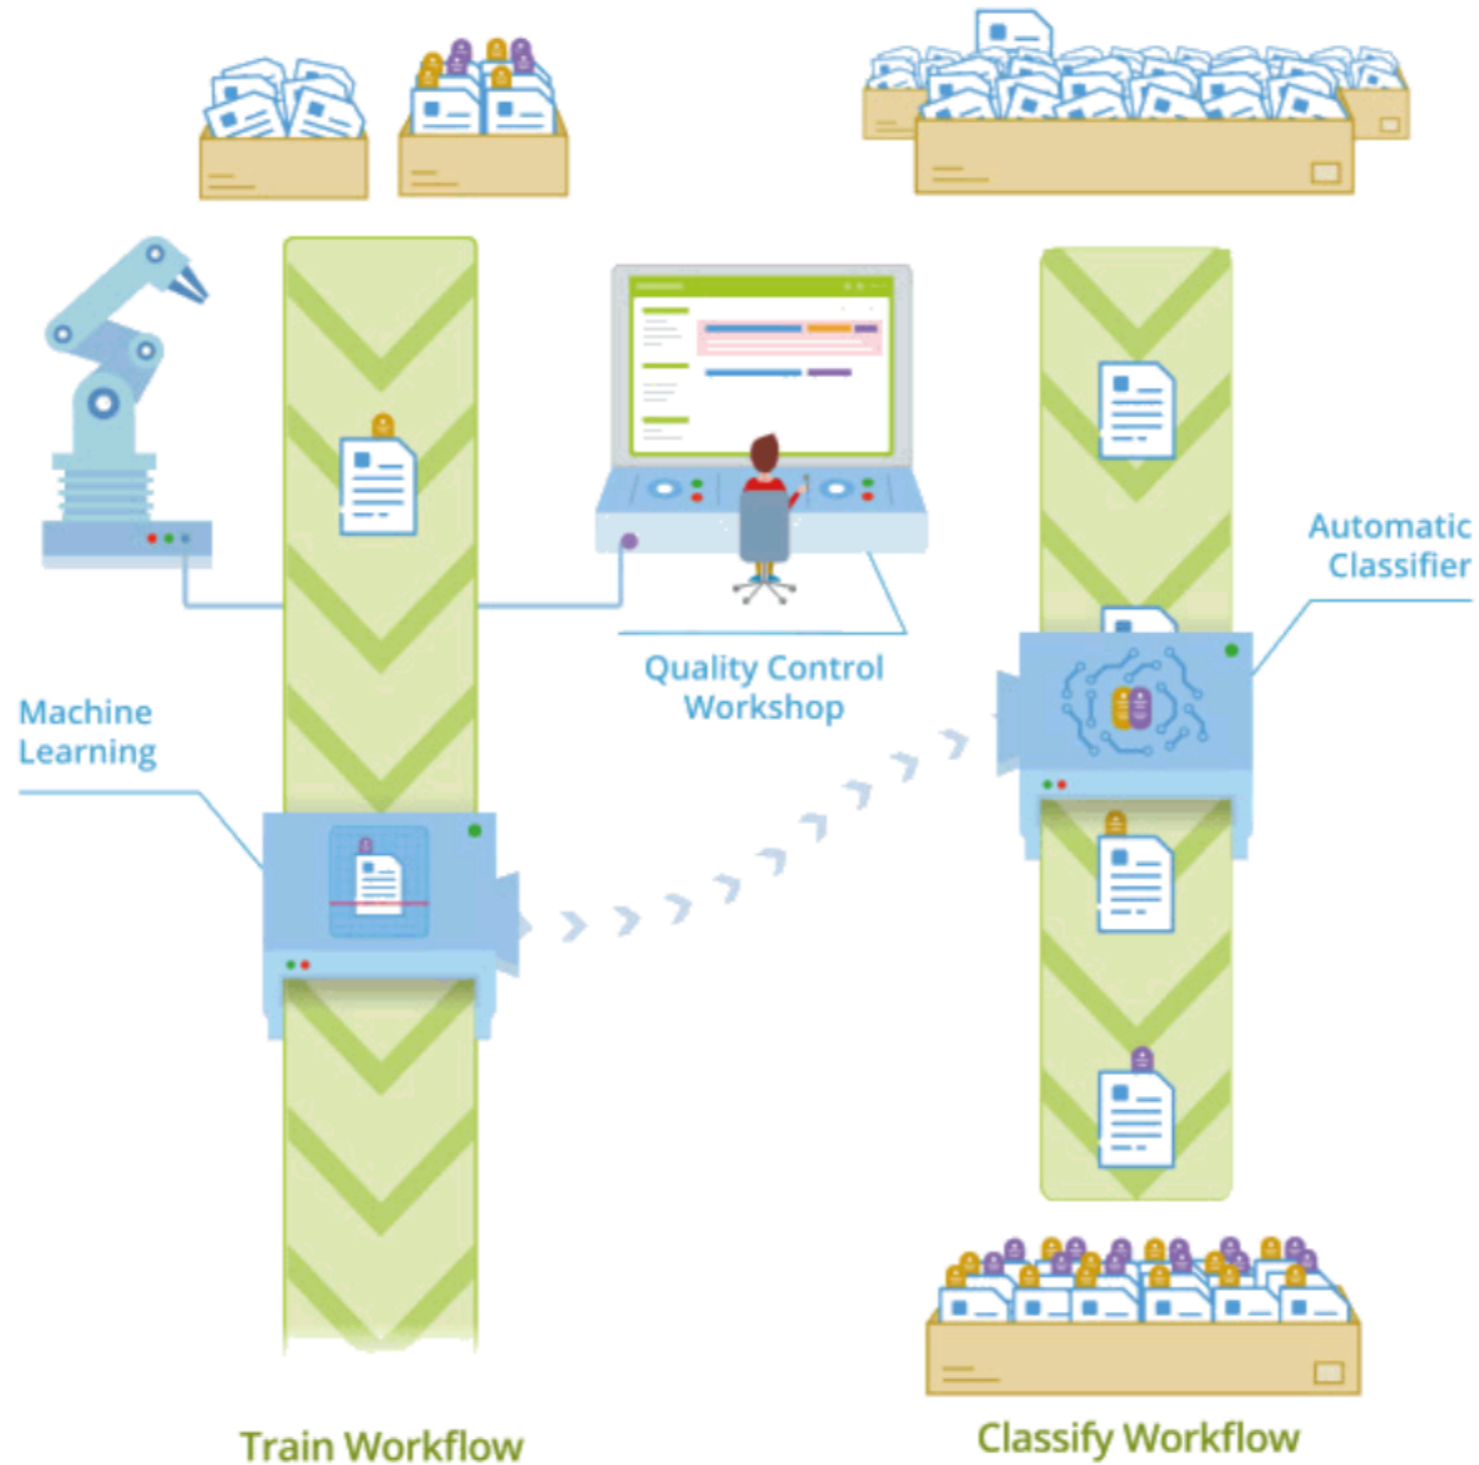 Automatic
Classifier
Quality Control
Workshop
Machine
Learning
Train Workflow
Classify Workflow